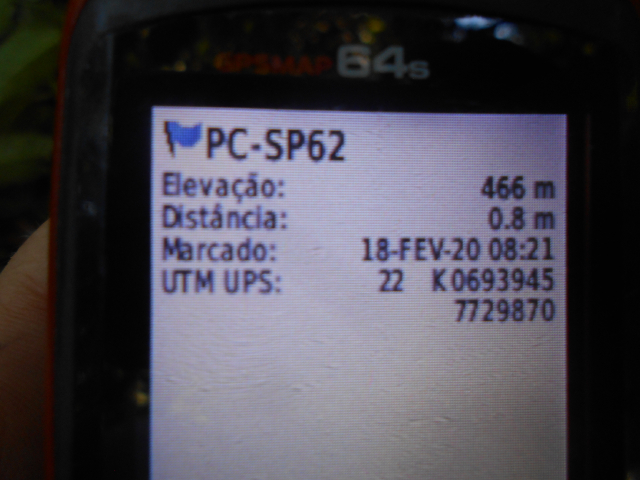 GPSMAP 64s
PC-SP62
Elevação: 466 m
Distância: 0.8 m
Marcado: 18-FEV-20 08:21
UTM UPS: 22 K0693945
7729870